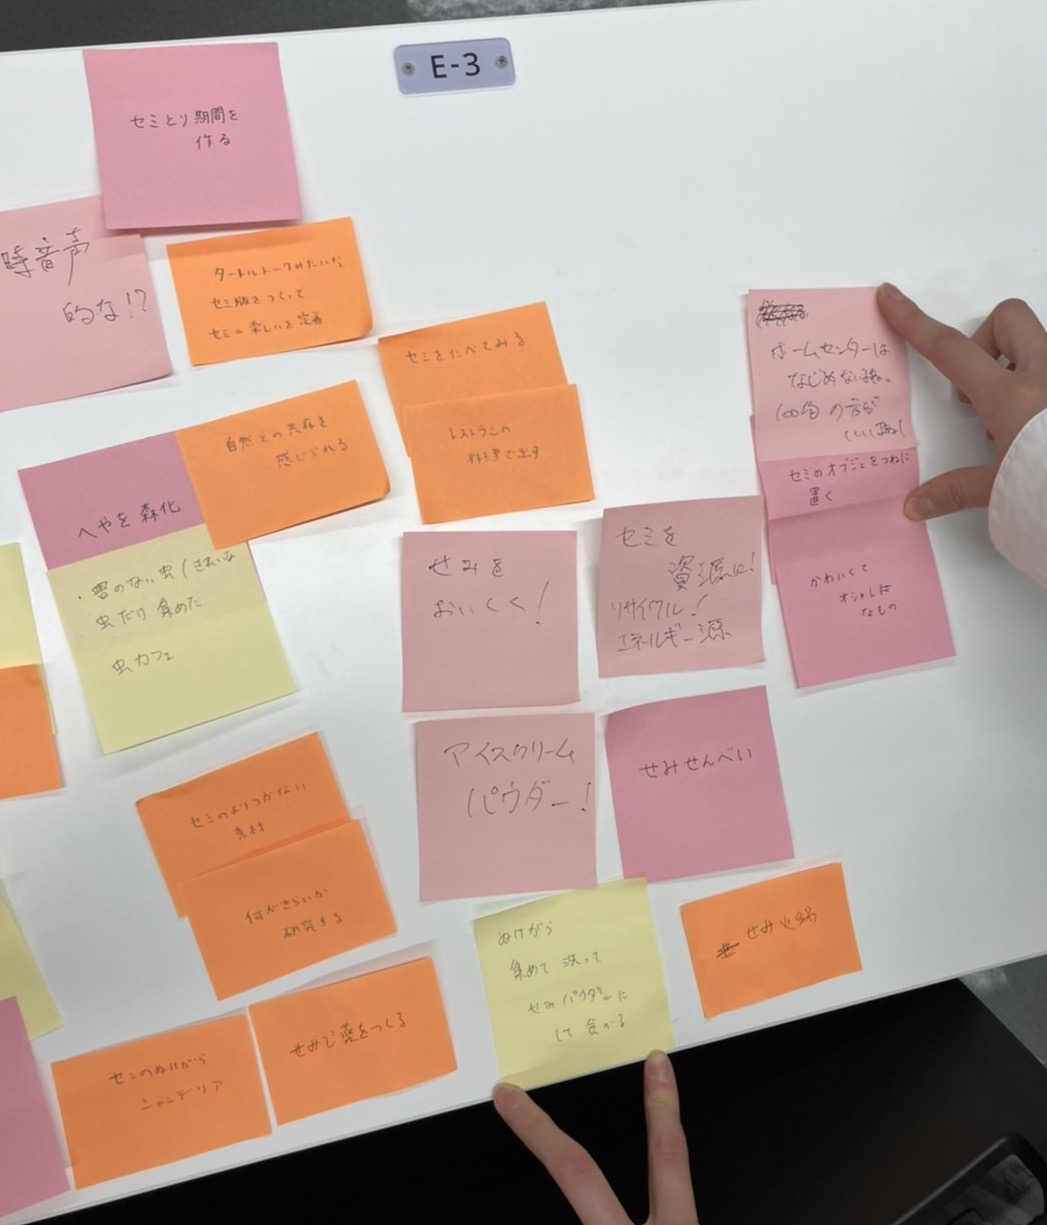 E-3
セミとり期間を
作る
時音声
的な!?
タートルトークみたいな
セミ版をつくって
セミ=楽しいを定着
セミをたべてみる
レストランの
料理で出す
自然との共存を
感じられる
へやを森化
・害のない虫/きれいな
虫だけ集めた
虫カフェ
ホームセンターは
なじめない為。
100均の方が
いい為!
セミのオブジェをつねに
置く
かわいくて
オシャレな
なもの
せみを
おいくく!
セミを
資源に!
リサイクル!
エネルギー源
アイスクリーム
パウダー!
せみせんべい
セミのよりつかない
素材
何がきらいか
研究する
ぬけがら
集めて洗って
せみパウダーに
して食べる
せみ火鍋
せみで薬をつくる
セミのぬけがら
シャンデリア